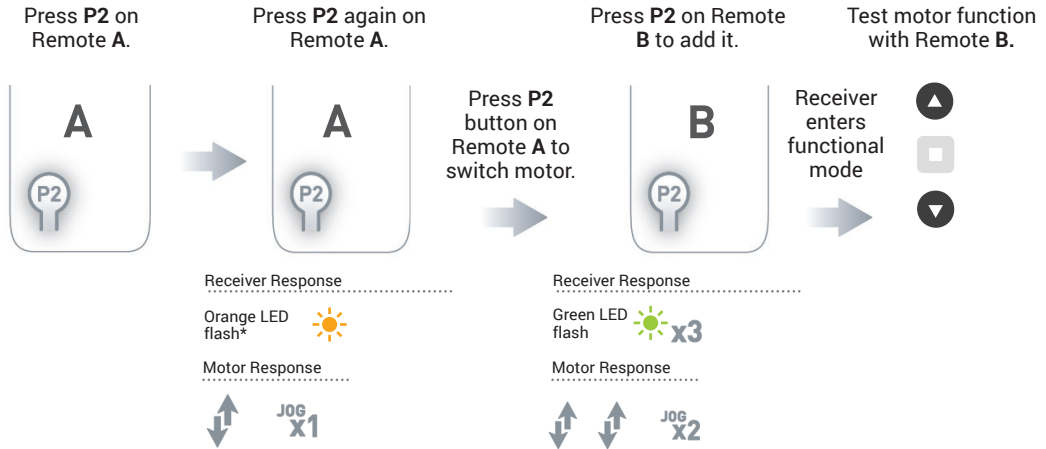 Press P2 on
Remote A.
Press P2 again on
Remote A.
Press P2 on Remote
B to add it.
Test motor function
with Remote B.
A
P2
A
P2
Press P2
button on
Remote A to
switch motor.
B
P2
Receiver
enters
functional
mode
Receiver Response
Orange LED
flash*
Motor Response
JOG
x1
Receiver Response
Green LED
flash
x3
Motor Response
JOG
x2